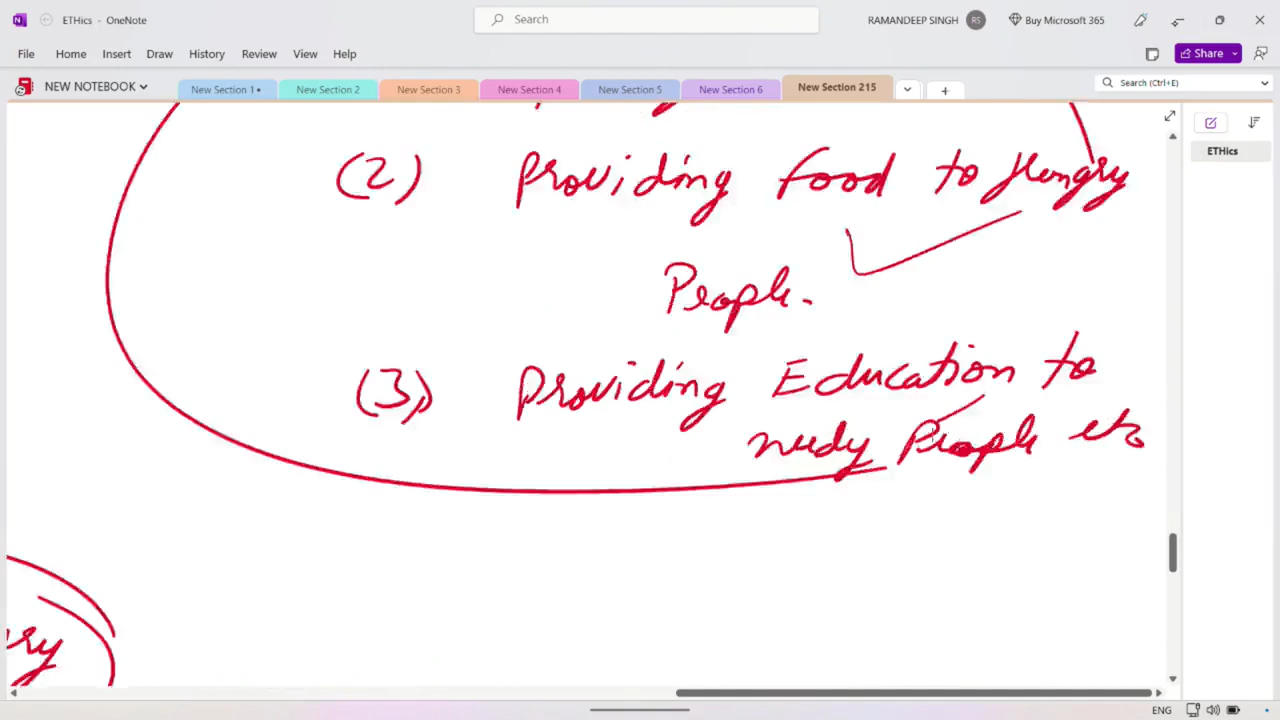 ETHics - OneNote
Search
RAMANDEEP SINGH RS
Buy Microsoft 365
File Home Insert Draw History Review View Help
Share
NEW NOTEBOOK
New Section 1 New Section 2 New Section 3 New Section 4 New Section 5 New Section 6 New Section 215
Search (Ctrl+E)
ETHics
(2) Providing food to Hungry
People.
(3) Providing Education to
needy People etc
ENG